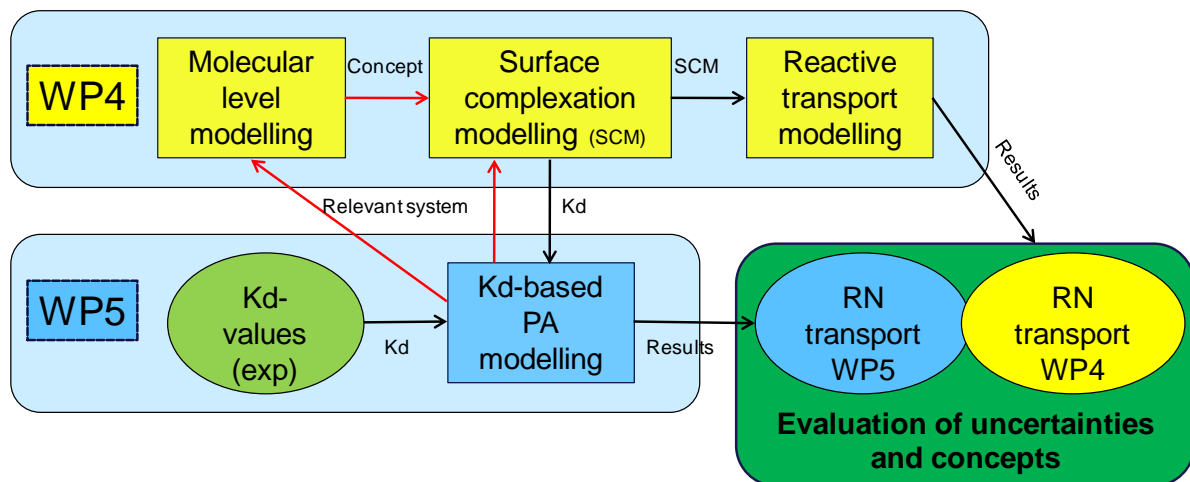 WP4
Molecular
level
modelling
Concept
Surface
complexation
modelling (SCM)
SCM
Reactive
transport
modelling
Results
Relevant system
Kd
WP5
Kd-
values
(exp)
Kd
Kd-based
PA
modelling
Results
RN
transport
WP5
RN
transport
WP4
Evaluation of uncertainties
and concepts